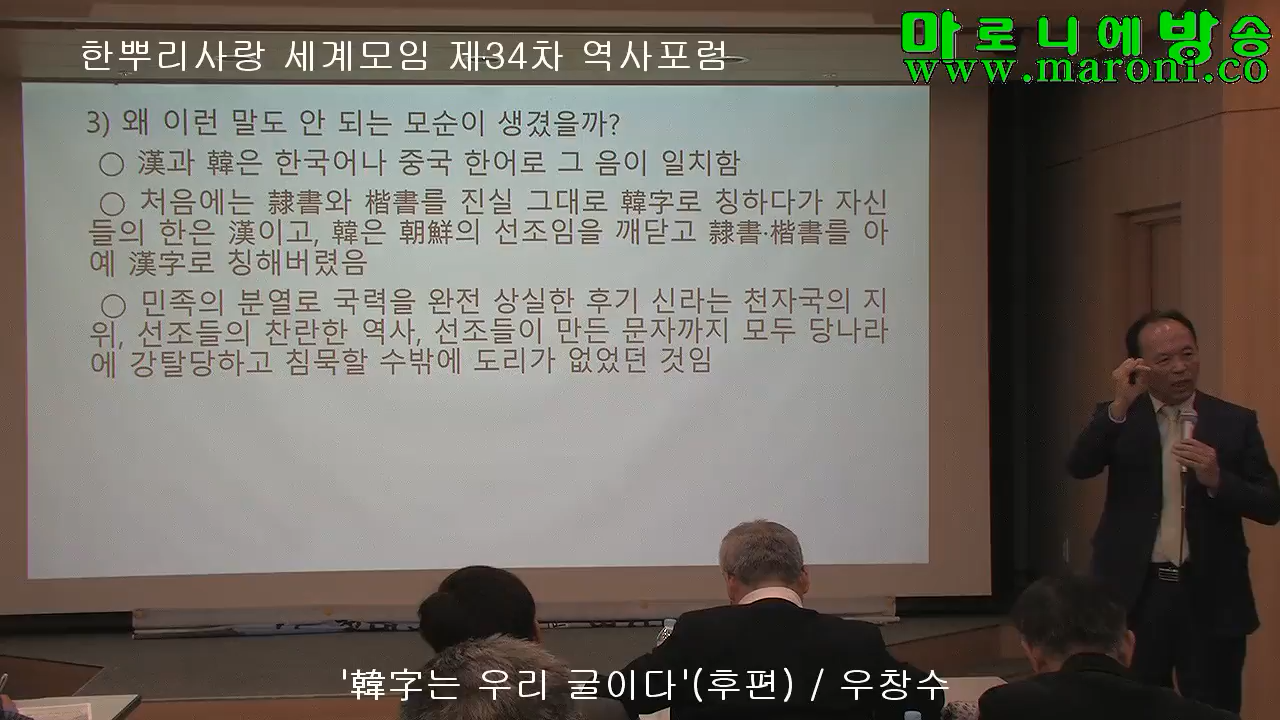 한뿌리사랑 세계모임 제34차 역사포럼
마로니에방송
www.maroni.co
3) 왜 이런 말도 안 되는 모순이 생겼을까?
○ 漢과 韓은 한국어나 중국 한어로 그 음이 일치함
○ 처음에는 隷書와 楷書를 진실 그대로 韓字로 칭하다가 자신
들의 한은 漢이고, 韓은 朝鮮의 선조임을 깨닫고 隷書·楷書를 아
예 漢字로 칭해버렸음
○ 민족의 분열로 국력을 완전 상실한 후기 신라는 천자국의 지
위, 선조들의 찬란한 역사, 선조들이 만든 문자까지 모두 당나라
에 강탈당하고 침묵할 수밖에 도리가 없었던 것임
'韓字는 우리 굴이다'(후편) / 우창수